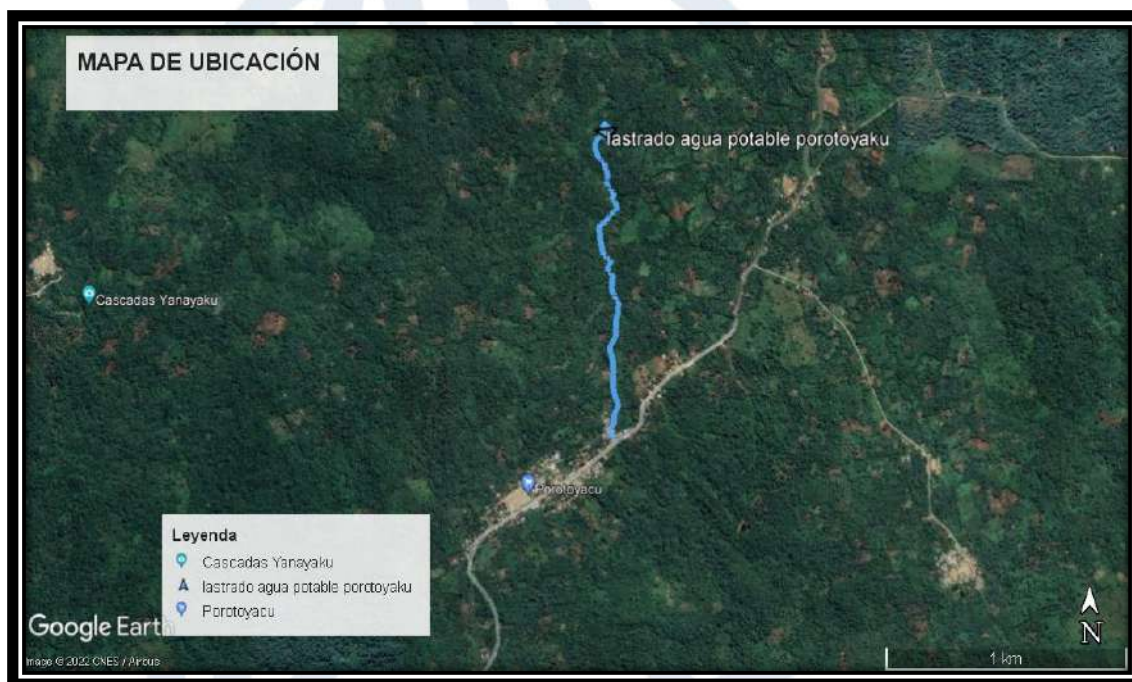 MAPA DE UBICACIÓN
lastrado agua potable porotoyaku
Cascadas Yanayaku
Porotoyacu
Leyenda
Cascadas Yanayaku
lastrado agua potable porotoyaku
Porotoyacu
Google Earth
Image © 2022 CNES / Airbus
N
1 km